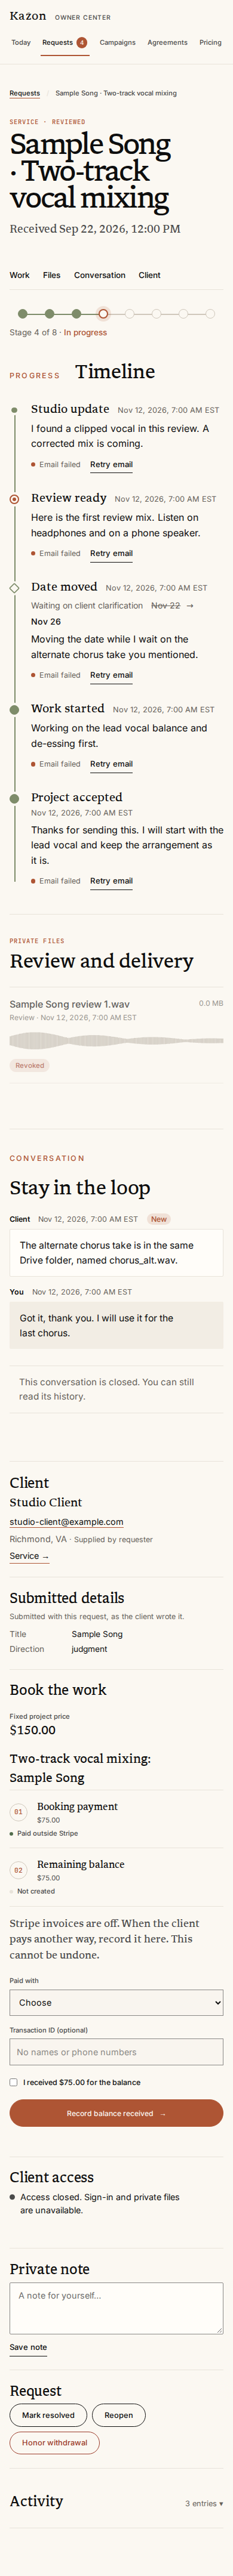 Kazon OWNER CENTER
Today Requests 4 Campaigns Agreements Pricing
Requests / Sample Song · Two-track vocal mixing
SERVICE · REVIEWED
Sample Song
· Two-track
vocal mixing
Received Sep 22, 2026, 12:00 PM
Work Files Conversation Client
Stage 4 of 8 · In progress
PROGRESS Timeline
Studio update Nov 12, 2026, 7:00 AM EST
I found a clipped vocal in this review. A
corrected mix is coming.
Email failed Retry email
Review ready Nov 12, 2026, 7:00 AM EST
Here is the first review mix. Listen on
headphones and on a phone speaker.
Email failed Retry email
Date moved Nov 12, 2026, 7:00 AM EST
Waiting on client clarification Nov 22 →
Nov 26
Moving the date while I wait on the
alternate chorus take you mentioned.
Email failed Retry email
Work started Nov 12, 2026, 7:00 AM EST
Working on the lead vocal balance and
de-essing first.
Email failed Retry email
Project accepted
Nov 12, 2026, 7:00 AM EST
Thanks for sending this. I will start with the
lead vocal and keep the arrangement as
it is.
Email failed Retry email
PRIVATE FILES
Review and delivery
Sample Song review 1.wav 0.0 MB
Review · Nov 12, 2026, 7:00 AM EST
Revoked
CONVERSATION
Stay in the loop
Client Nov 12, 2026, 7:00 AM EST New
The alternate chorus take is in the same
Drive folder, named chorus_alt.wav.
You Nov 12, 2026, 7:00 AM EST
Got it, thank you. I will use it for the
last chorus.
This conversation is closed. You can still
read its history.
Client
Studio Client
studio-client@example.com
Richmond, VA · Supplied by requester
Service →
Submitted details
Submitted with this request, as the client wrote it.
Title Sample Song
Direction judgment
Book the work
Fixed project price
$150.00
Two-track vocal mixing:
Sample Song
01 Booking payment
$75.00
Paid outside Stripe
02 Remaining balance
$75.00
Not created
Stripe invoices are off. When the client
pays another way, record it here. This
cannot be undone.
Paid with
Choose
Transaction ID (optional)
No names or phone numbers
I received $75.00 for the balance
Record balance received →
Client access
Access closed. Sign-in and private files
are unavailable.
Private note
A note for yourself...
Save note
Request
Mark resolved Reopen
Honor withdrawal
Activity 3 entries ▾